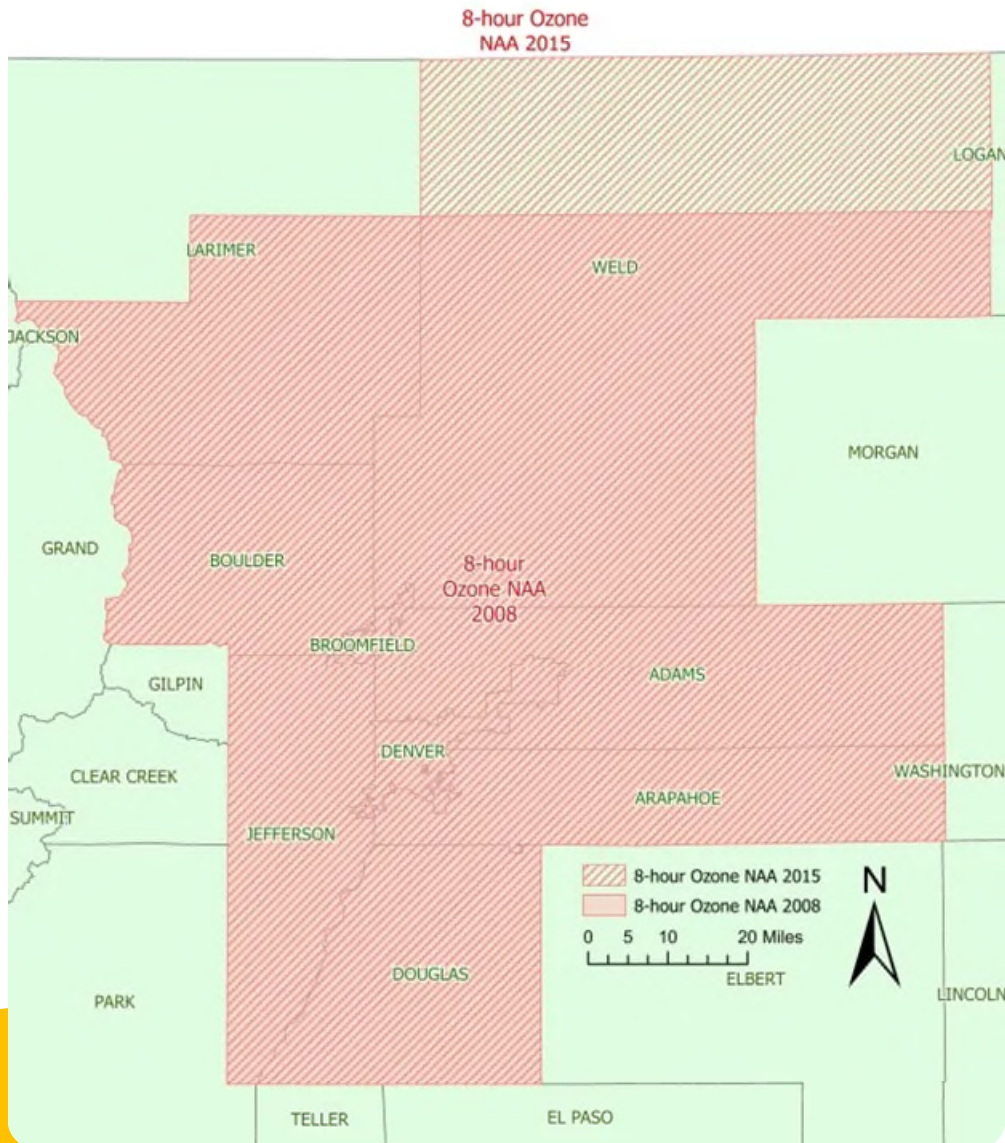 8-hour Ozone
NAA 2015
LOGAN
LARIMER
WELD
JACKSON
MORGAN
GRAND
BOULDER
8-hour
Ozone NAA
2008
BROOMFIELD
GILPIN
ADAMS
DENVER
CLEAR CREEK
WASHINGTON
ARAPAHOE
SUMMIT
JEFFERSON
8-hour Ozone NAA 2015
N
8-hour Ozone NAA 2008
0 5 10 20 Miles
DOUGLAS
ELBERT
PARK
LINCOLN
TELLER
EL PASO